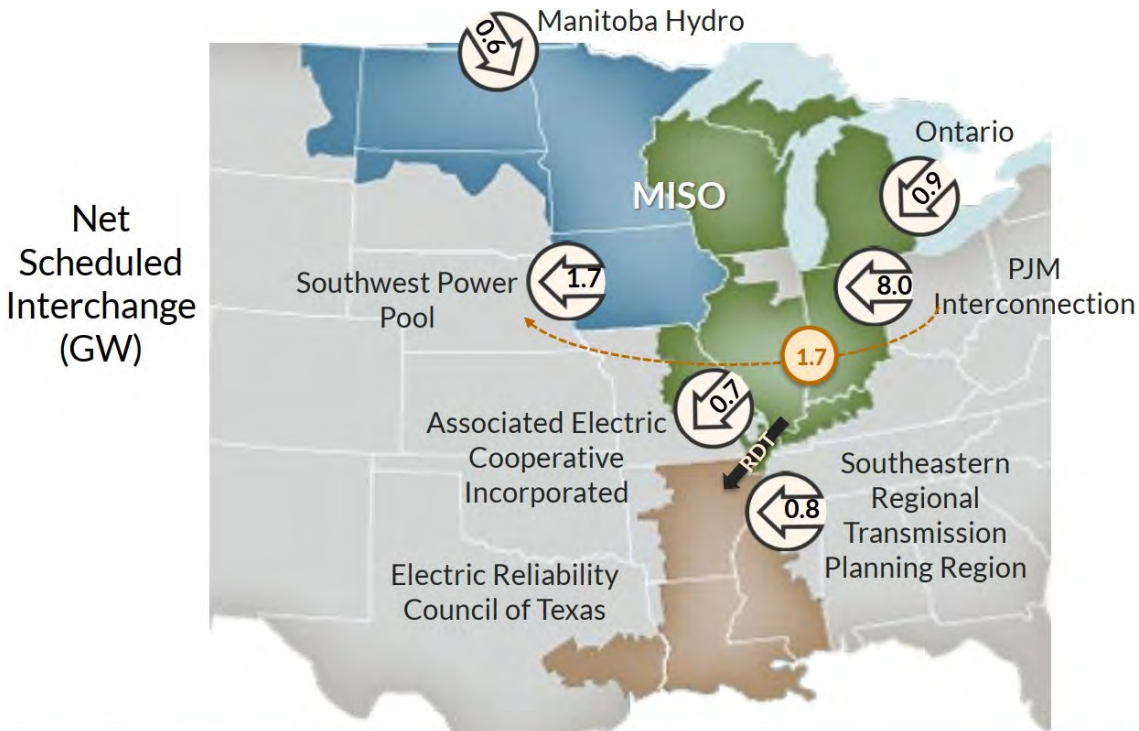 Manitoba Hydro
0.6
Ontario
0.9
MISO
Net
Scheduled
Interchange
(GW)
Southwest Power
Pool
1.7
8.0
PJM
Interconnection
1.7
0.7
Associated Electric
Cooperative
Incorporated
RDT
0.8
Southeastern
Regional
Transmission
Planning Region
Electric Reliability
Council of Texas